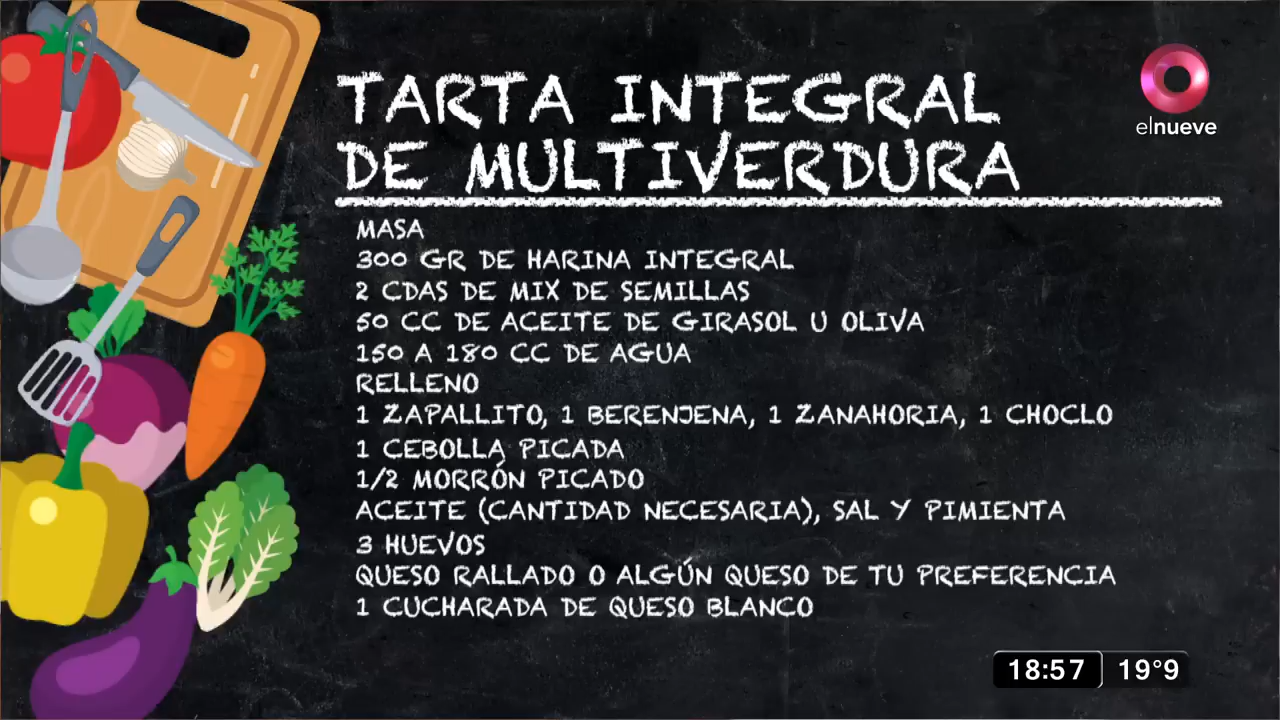 TARTA INTEGRAL
DE MULTIVERDURA
elnueve
MASA
300 GR DE HARINA INTEGRAL
2 CDAS DE MIX DE SEMILLAS
50 CC DE ACEITE DE GIRASOL U OLIVA
150 A 180 CC DE AGUA
RELLENO
1 ZAPALLITO, 1 BERENJENA, 1 ZANAHORIA, 1 CHOCLO
1 CEBOLLA PICADA
1/2 MORRÓN PICADO
ACEITE (CANTIDAD NECESARIA), SAL Y PIMIENTA
3 HUEVOS
QUESO RALLADO O ALGÚN QUESO DE TU PREFERENCIA
1 CUCHARADA DE QUESO BLANCO
18:57 19°9